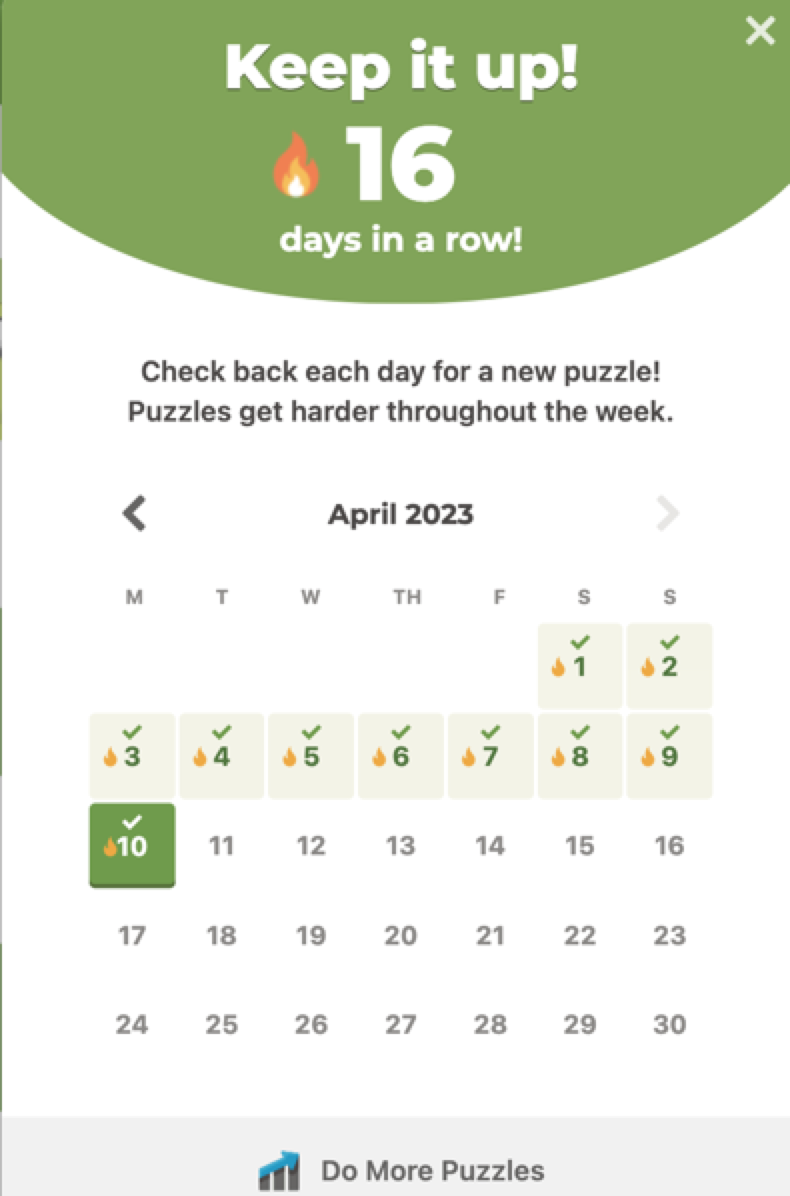 Keep it up!
16
days in a row!
Check back each day for a new puzzle!
Puzzles get harder throughout the week.
April 2023
M T W TH F S S
1 2
3 4 5 6 7 8 9
10 11 12 13 14 15 16
17 18 19 20 21 22 23
24 25 26 27 28 29 30
Do More Puzzles